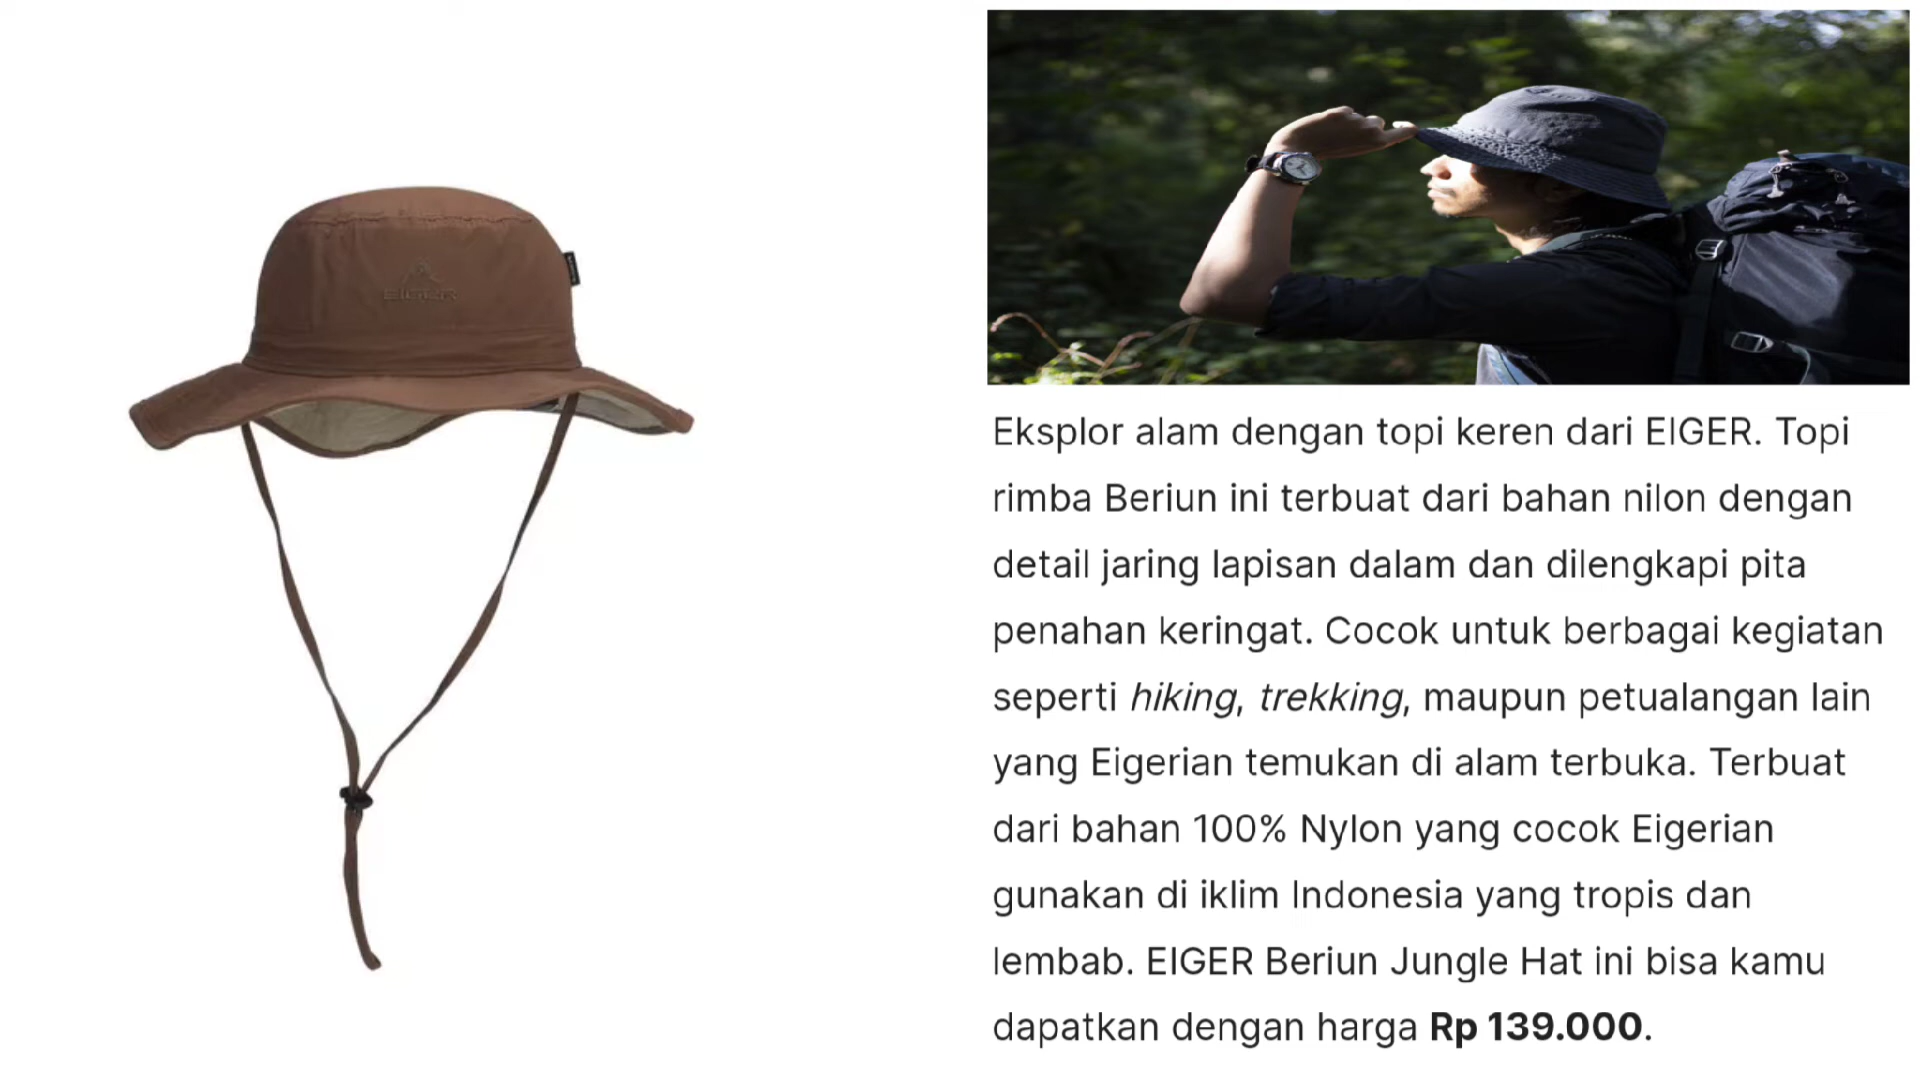 EIGER
Eksplor alam dengan topi keren dari EIGER. Topi
rimba Beriun ini terbuat dari bahan nilon dengan
detail jaring lapisan dalam dan dilengkapi pita
penahan keringat. Cocok untuk berbagai kegiatan
seperti hiking, trekking, maupun petualangan lain
yang Eigerian temukan di alam terbuka. Terbuat
dari bahan 100% Nylon yang cocok Eigerian
gunakan di iklim Indonesia yang tropis dan
lembab. EIGER Beriun Jungle Hat ini bisa kamu
dapatkan dengan harga Rp 139.000.